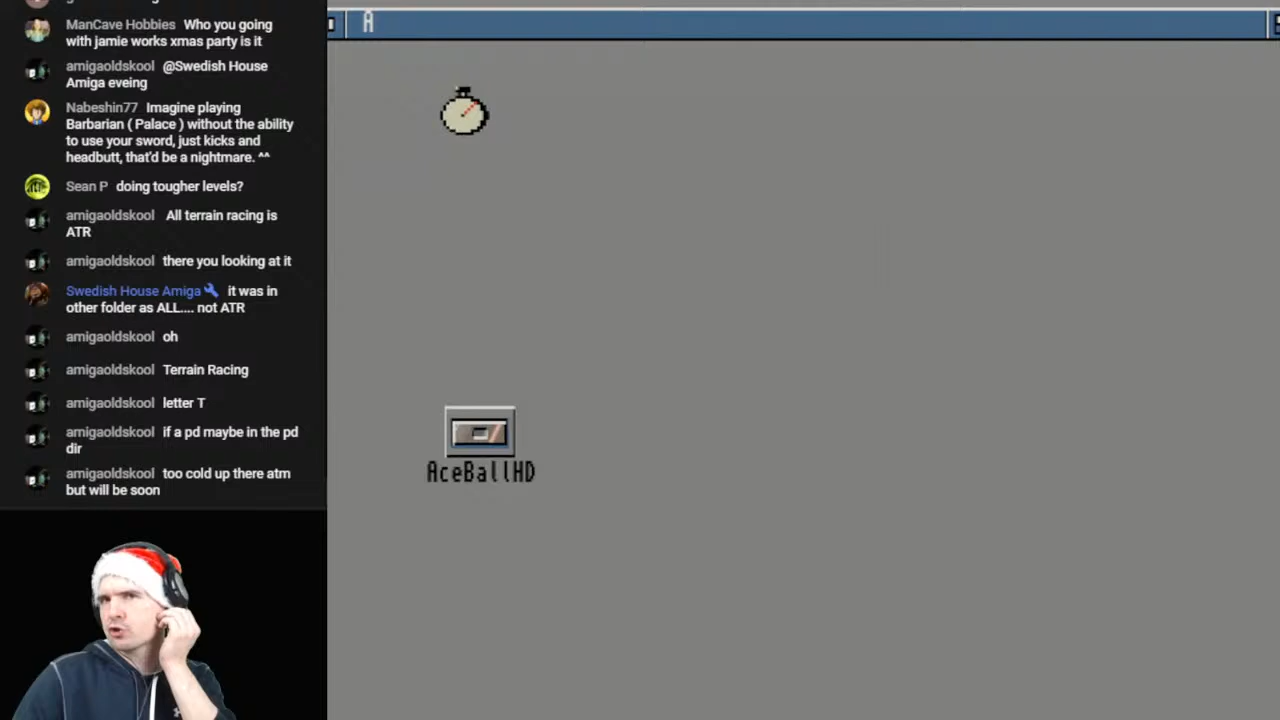 ManCave Hobbies Who you going
with jamie works xmas party is it
amigaoldskool @Swedish House
Amiga eveing
Nabeshin77 Imagine playing
Barbarian ( Palace ) without the ability
to use your sword, just kicks and
headbutt, that'd be a nightmare. ^^
Sean P doing tougher levels?
amigaoldskool All terrain racing is
ATR
amigaoldskool there you looking at it
Swedish House Amiga it was in
other folder as ALL.... not ATR
amigaoldskool oh
amigaoldskool Terrain Racing
amigaoldskool letter T
amigaoldskool if a pd maybe in the pd
dir
amigaoldskool too cold up there atm
but will be soon
A
AceBallHD